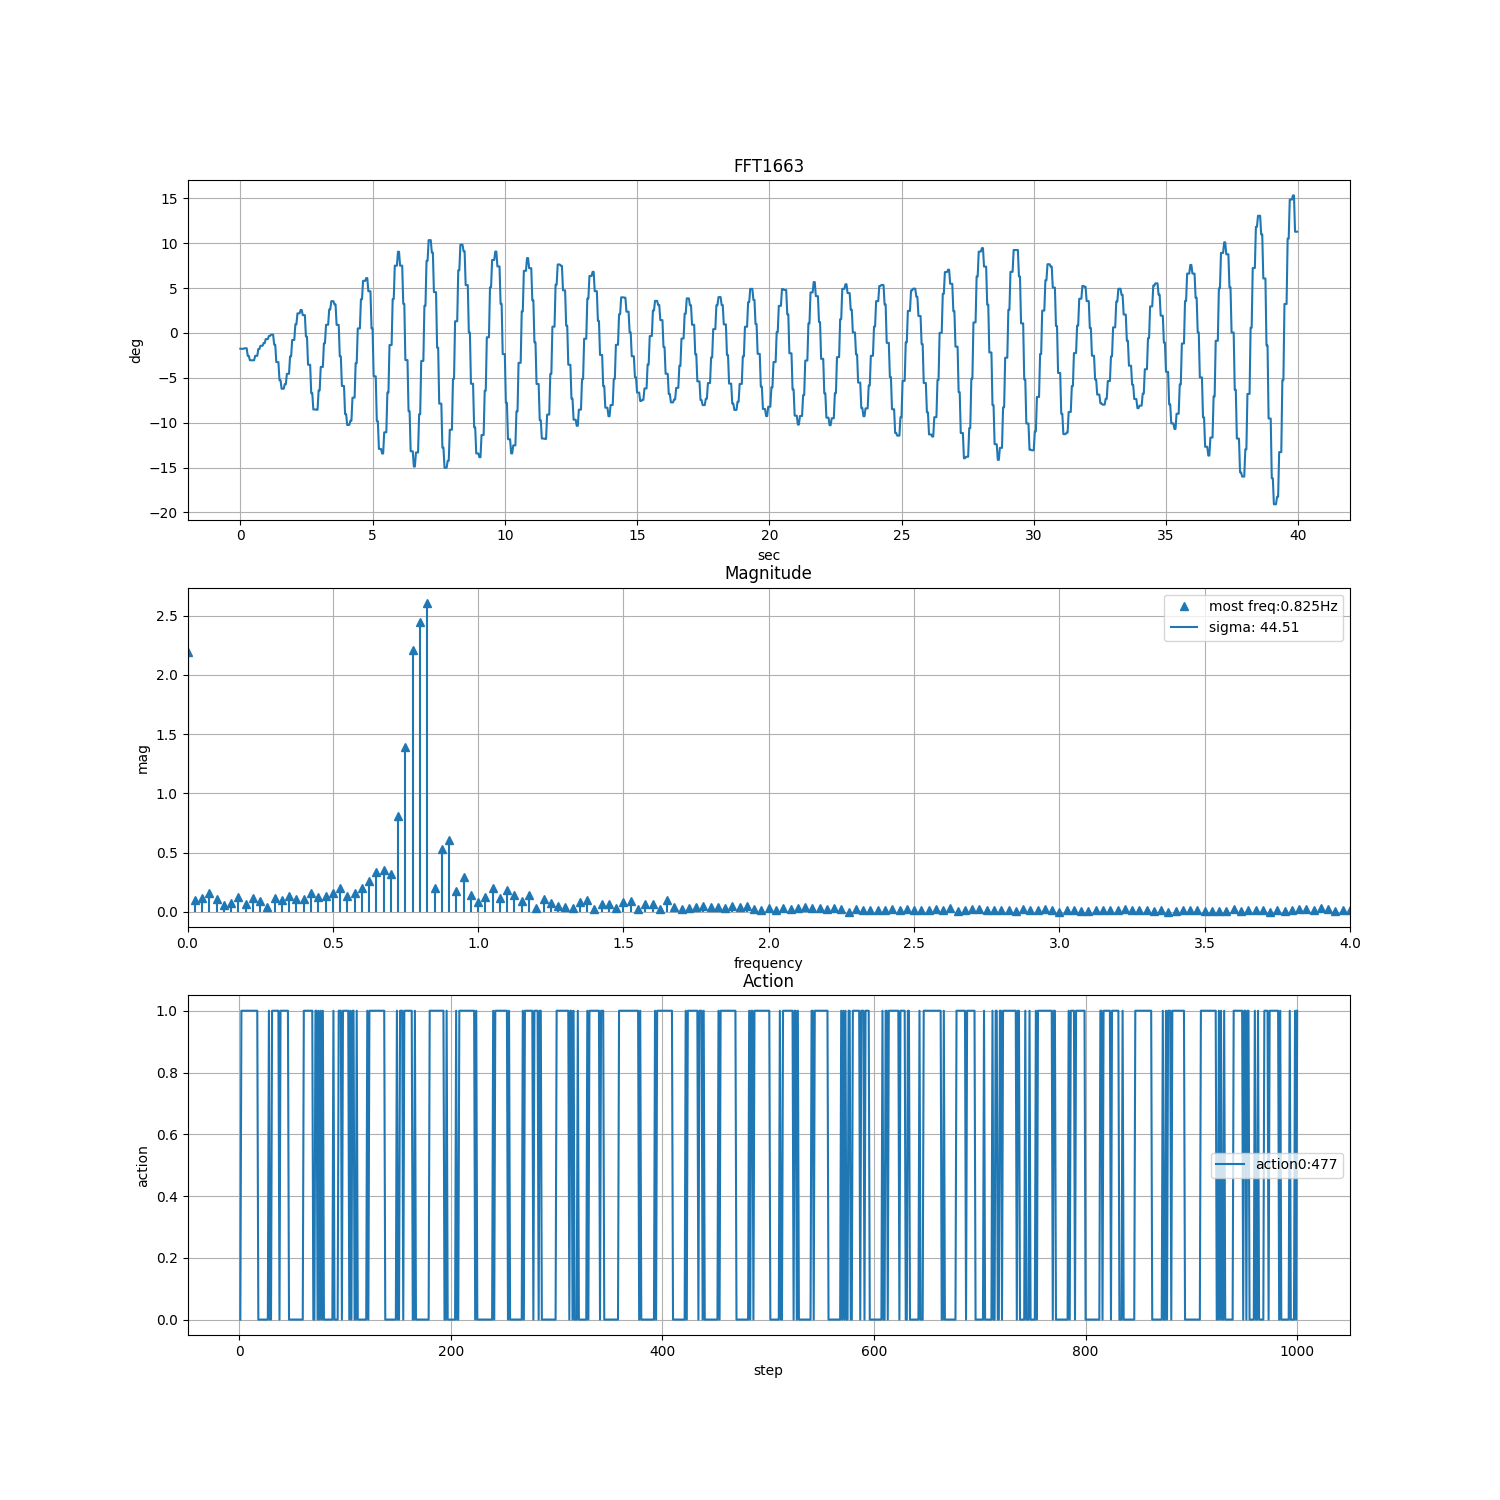 FFT1663
15
10
5
0
−5
−10
−15
−20
deg
0 5 10 15 20 25 30 35 40
sec
Magnitude
most freq:0.825Hz
sigma: 44.51
2.5
2.0
1.5
1.0
0.5
0.0
mag
0.0 0.5 1.0 1.5 2.0 2.5 3.0 3.5 4.0
frequency
Action
1.0
0.8
0.6
0.4
0.2
0.0
action
action0:477
0 200 400 600 800 1000
step